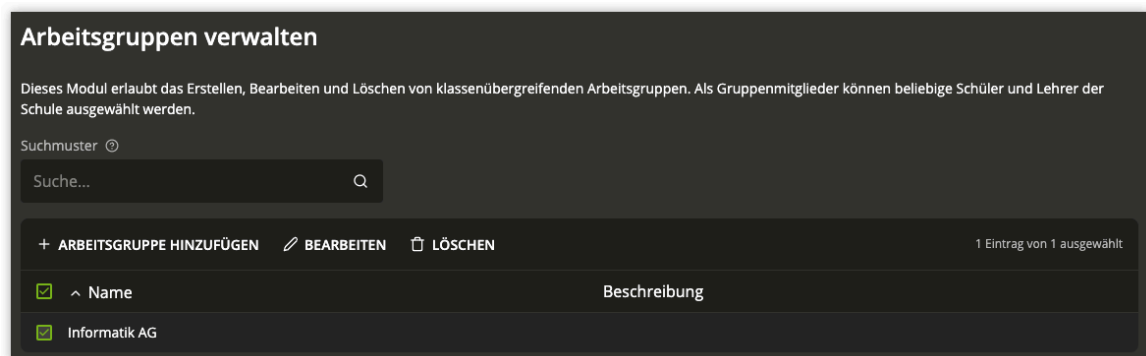 Arbeitsgruppen verwalten
Dieses Modul erlaubt das Erstellen, Bearbeiten und Löschen von klassenübergreifenden Arbeitsgruppen. Als Gruppenmitglieder können beliebige Schüler und Lehrer der
Schule ausgewählt werden.
Suchmuster
Suche...
ARBEITSGRUPPE HINZUFÜGEN BEARBEITEN LÖSCHEN 1 Eintrag von 1 ausgewählt
Name Beschreibung
Informatik AG